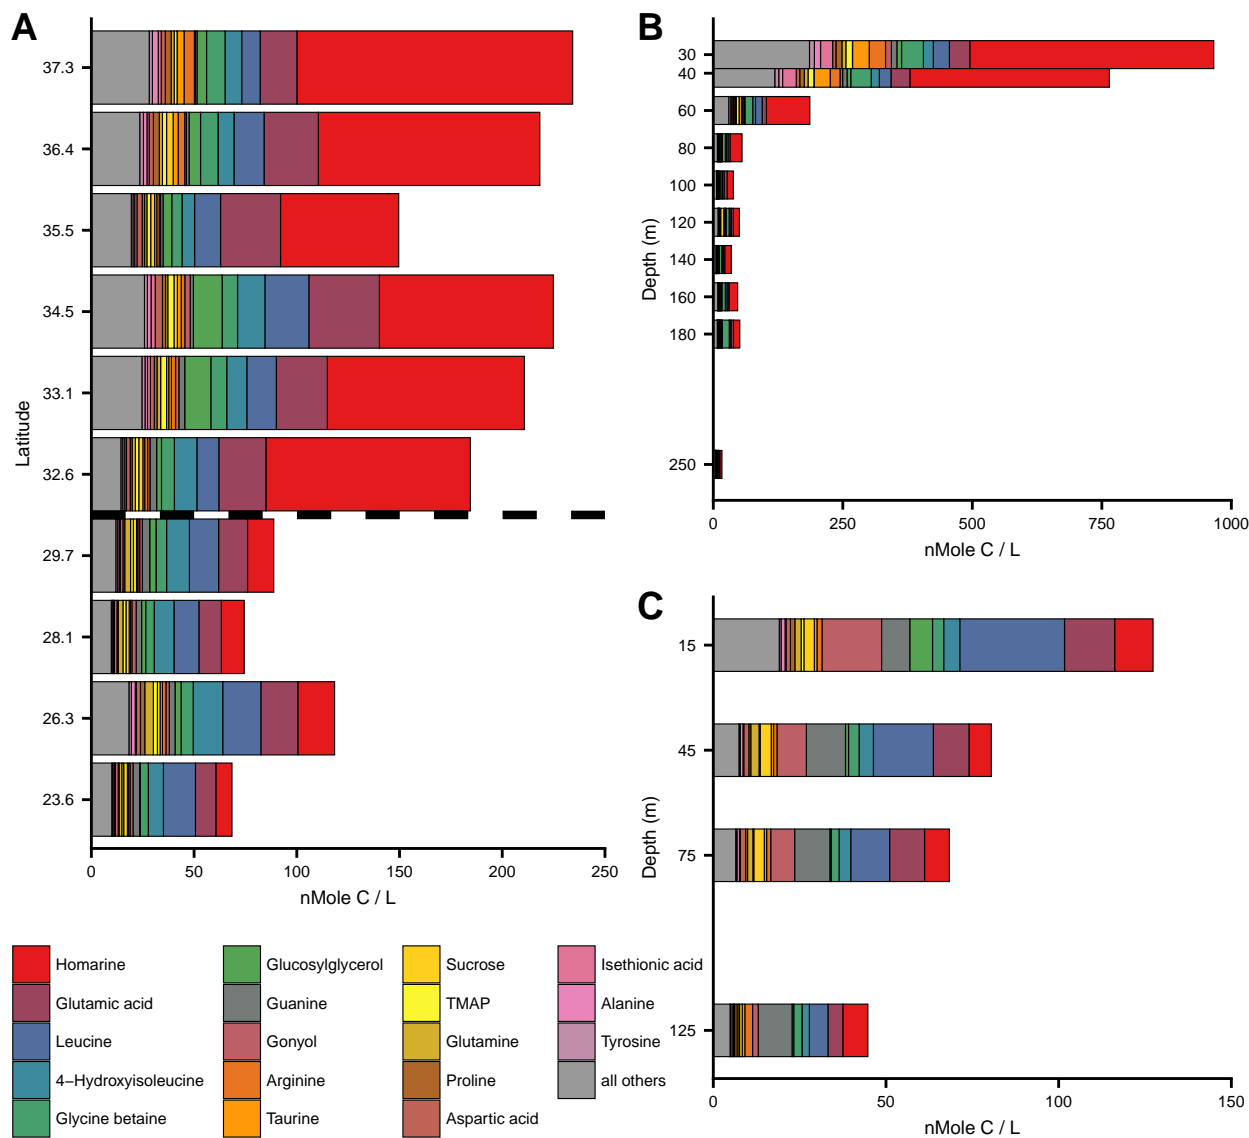 A
37.3
36.4
35.5
34.5
33.1
32.6
29.7
28.1
26.3
23.6
Latitude
0 50 100 150 200 250
nMole C / L
B
30
40
60
80
100
120
140
160
180
250
Depth (m)
0 250 500 750 1000
nMole C / L
C
15
45
75
125
Depth (m)
0 50 100 150
nMole C / L
Homarine
Glutamic acid
Leucine
4−Hydroxyisoleucine
Glycine betaine
Glucosylglycerol
Guanine
Gonyol
Arginine
Taurine
Sucrose
TMAP
Glutamine
Proline
Aspartic acid
Isethionic acid
Alanine
Tyrosine
all others